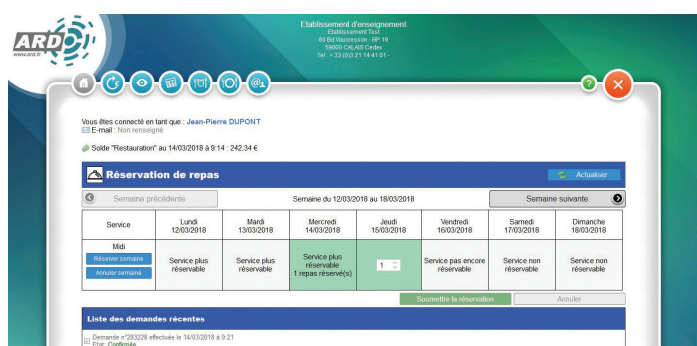 Etablissement d'enseignement
Etablissement Test
60 Bd Vaucresson - BP 19
59000 CALAIS Cedex
Tel : + 33 (0)3 21 14 41 01 -
ARD
www.ard.fr
Vous êtes connecté en tant que : Jean-Pierre DUPONT
E-mail : Non renseigné
Solde "Restauration" au 14/03/2018 à 9:14 : 242.34 €
Réservation de repas
Actualiser
Semaine précédente
Semaine du 12/03/2018 au 18/03/2018
Semaine suivante
Service
Lundi
12/03/2018
Mardi
13/03/2018
Mercredi
14/03/2018
Jeudi
15/03/2018
Vendredi
16/03/2018
Samedi
17/03/2018
Dimanche
18/03/2018
Midi
Réserver semaine
Annuler semaine
Service plus
réservable
Service plus
réservable
Service plus
réservable
1 repas réservé(s)
1
Service pas encore
réservable
Service non
réservable
Service non
réservable
Soumettre la réservation
Annuler
Liste des demandes récentes
Demande n°283228 effectuée le 14/03/2018 à 9:21
Etat : Confirmée